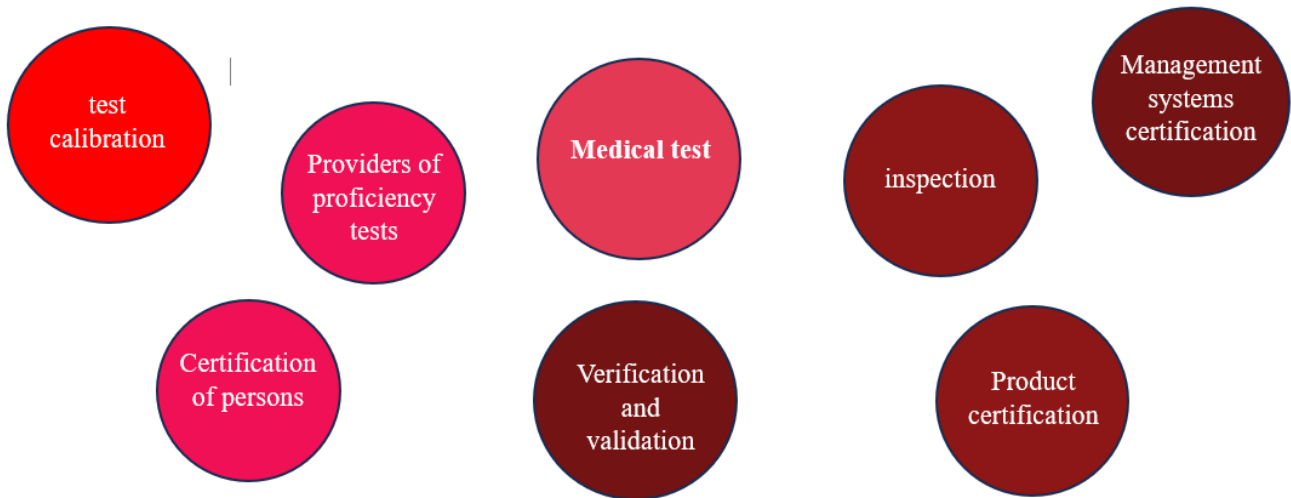 test
calibration
Providers of
proficiency
tests
Medical test
inspection
Management
systems
certification
Certification
of persons
Verification
and
validation
Product
certification